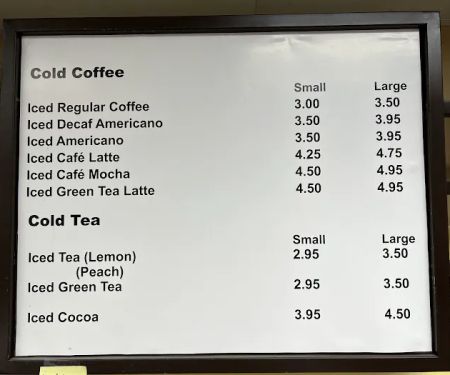 Cold Coffee
Small Large
Iced Regular Coffee 3.00 3.50
Iced Decaf Americano 3.50 3.95
Iced Americano 3.50 3.95
Iced Café Latte 4.25 4.75
Iced Café Mocha 4.50 4.95
Iced Green Tea Latte 4.50 4.95
Cold Tea
Small Large
Iced Tea (Lemon) 2.95 3.50
(Peach)
Iced Green Tea 2.95 3.50
Iced Cocoa 3.95 4.50